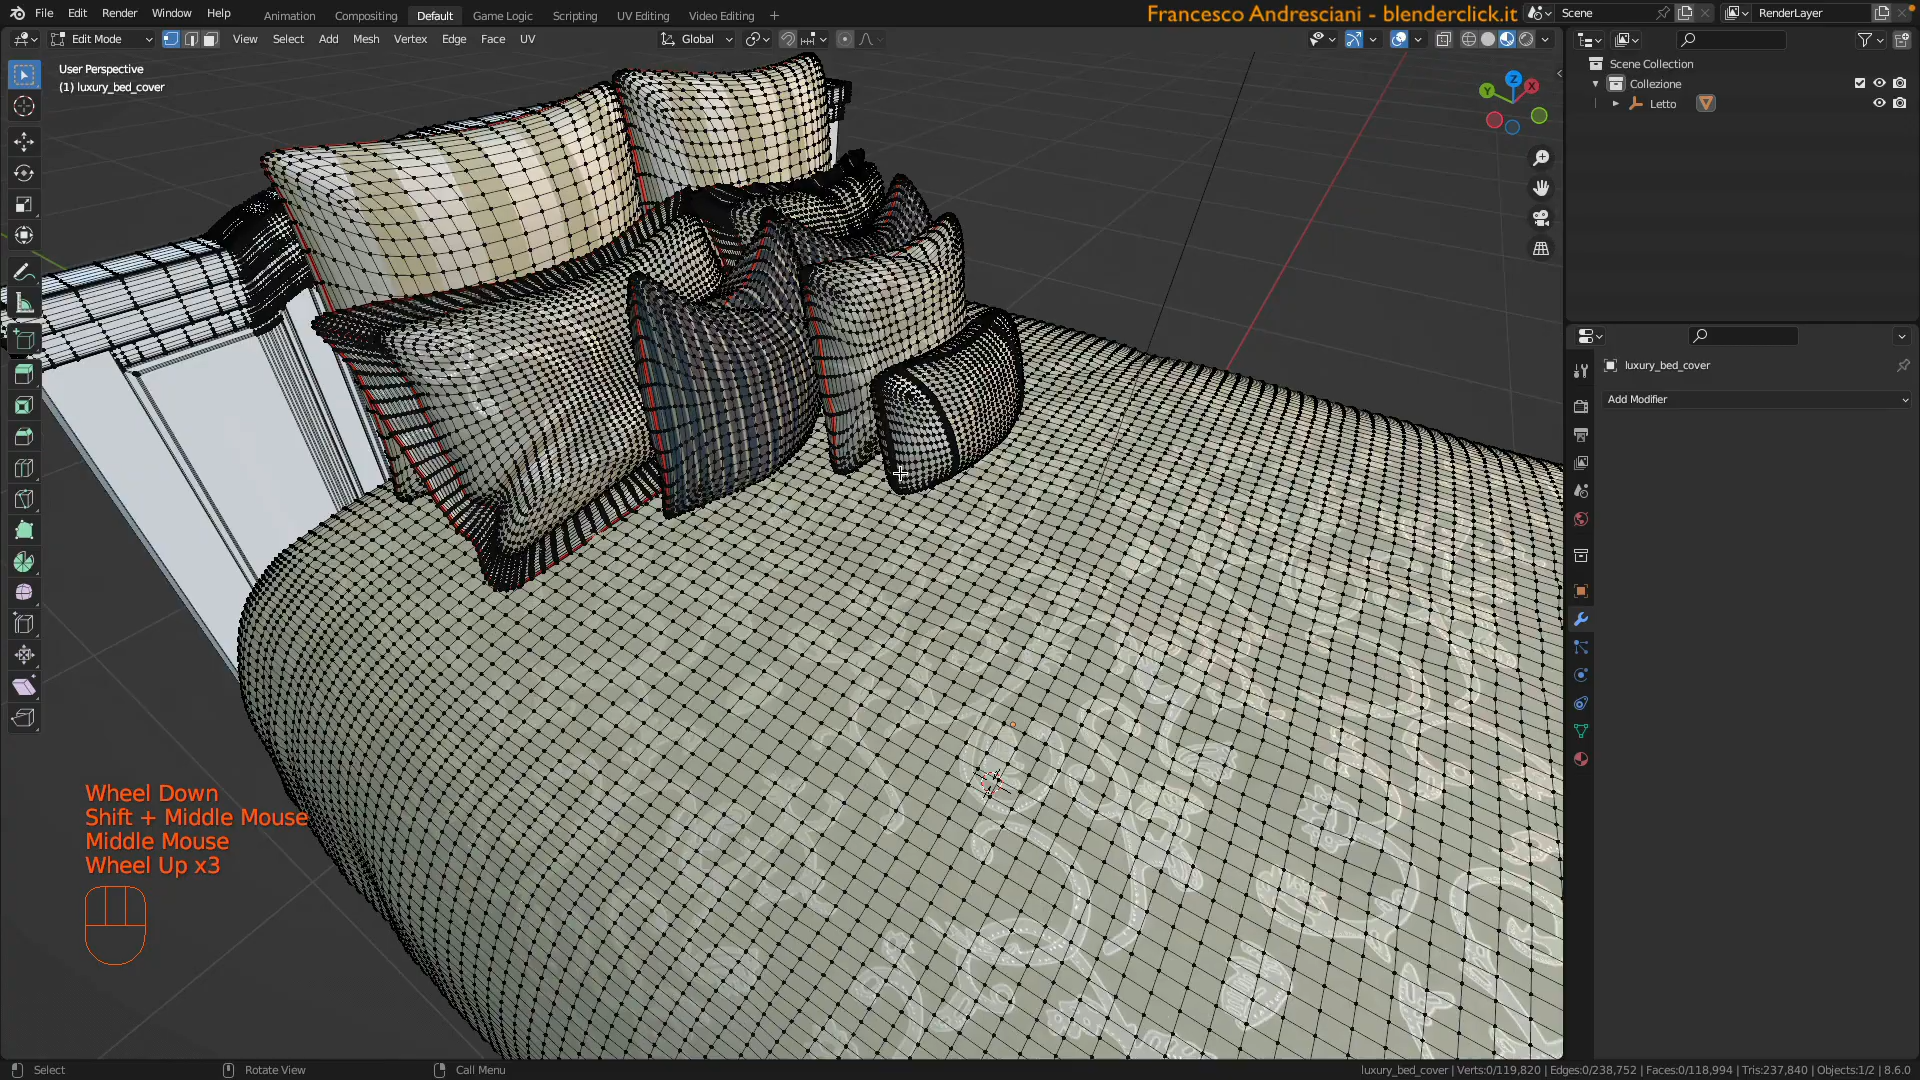 File Edit Render Window Help
Animation Compositing Default Game Logic Scripting UV Editing Video Editing +
Francesco Andresciani - blenderclick.it
Scene
RenderLayer
Edit Mode
View Select Add Mesh Vertex Edge Face UV
Global
User Perspective
(1) luxury_bed_cover
Z
Y
X
Scene Collection
Collezione
Letto
luxury_bed_cover
Add Modifier
Wheel Down
Shift + Middle Mouse
Middle Mouse
Wheel Up x3
Select
Rotate View
Call Menu
luxury_bed_cover | Verts:0/119,820 | Edges:0/238,752 | Faces:0/118,994 | Tris:237,840 | Objects:1/2 | 8.6.0